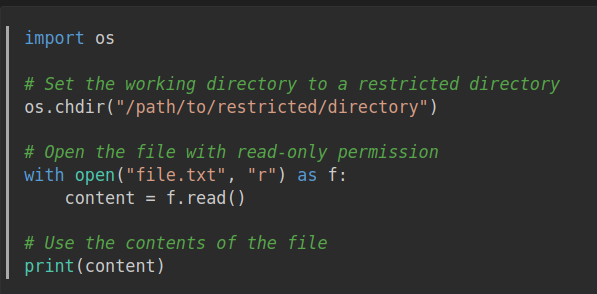 import os
# Set the working directory to a restricted directory
os.chdir("/path/to/restricted/directory")
# Open the file with read-only permission
with open("file.txt", "r") as f:
    content = f.read()
# Use the contents of the file
print(content)